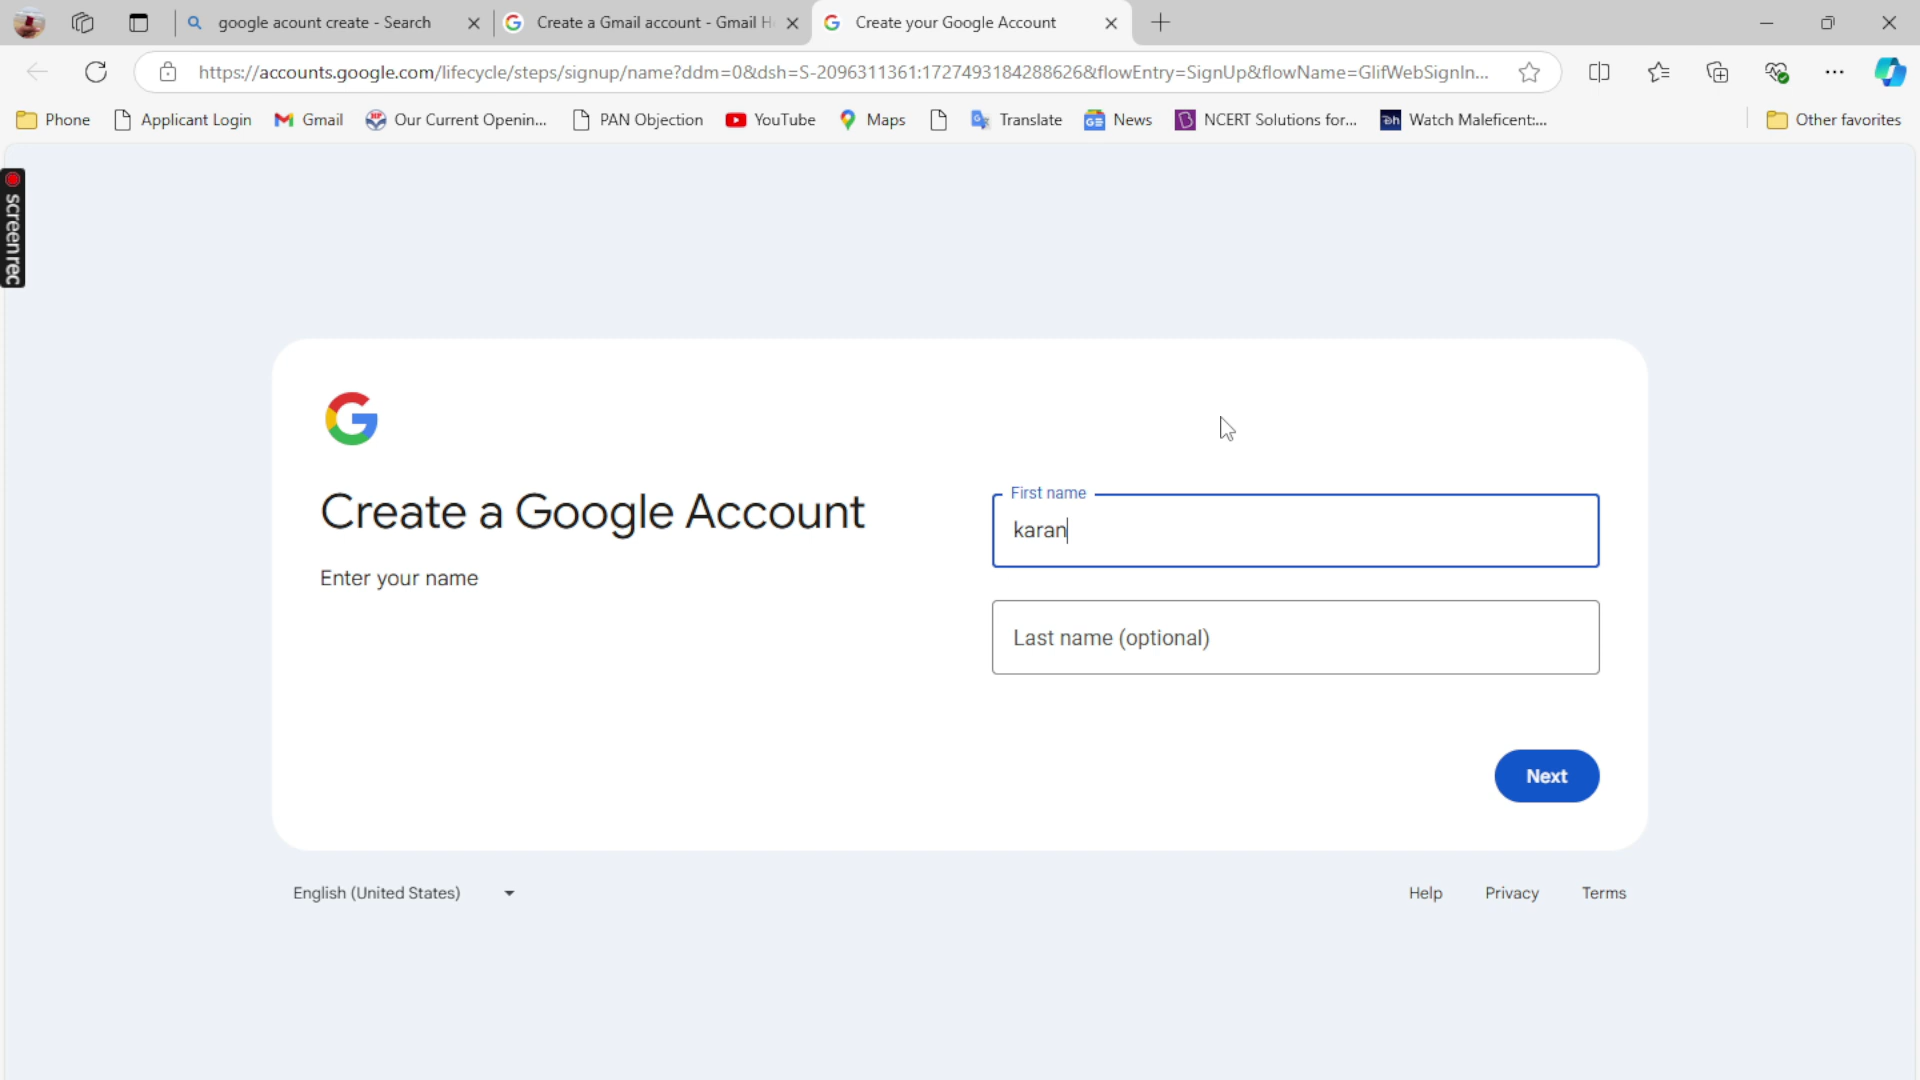 google acount create - Search
Create a Gmail account - Gmail H
Create your Google Account
https://accounts.google.com/lifecycle/steps/signup/name?ddm=0&dsh=S-2096311361:1727493184288626&flowEntry=SignUp&flowName=GlifWebSignIn...
Phone
Applicant Login
Gmail
Our Current Openin...
PAN Objection
YouTube
Maps
Translate
News
NCERT Solutions for...
Watch Maleficent:...
Other favorites
screenrec
Create a Google Account
Enter your name
First name
karan
Last name (optional)
Next
English (United States)
Help
Privacy
Terms